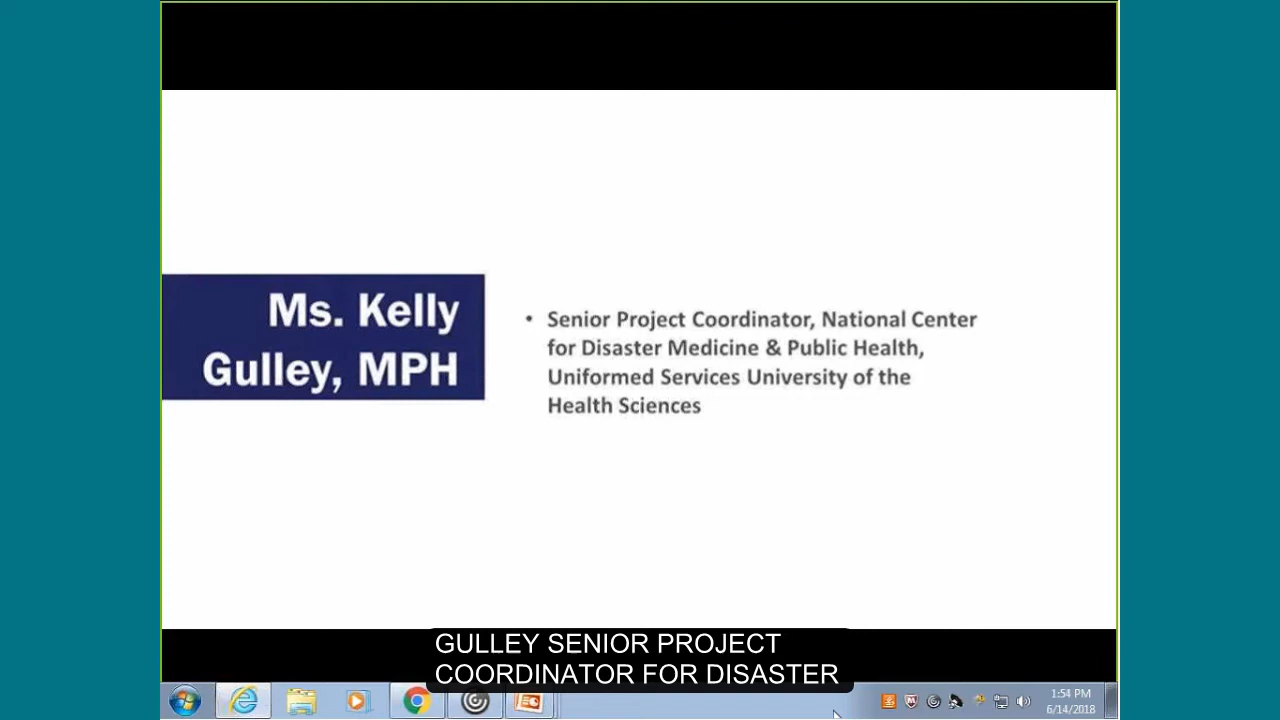 Ms. Kelly
Gulley, MPH
• Senior Project Coordinator, National Center
for Disaster Medicine & Public Health,
Uniformed Services University of the
Health Sciences
GULLEY SENIOR PROJECT
COORDINATOR FOR DISASTER
1:54 PM
6/14/2018